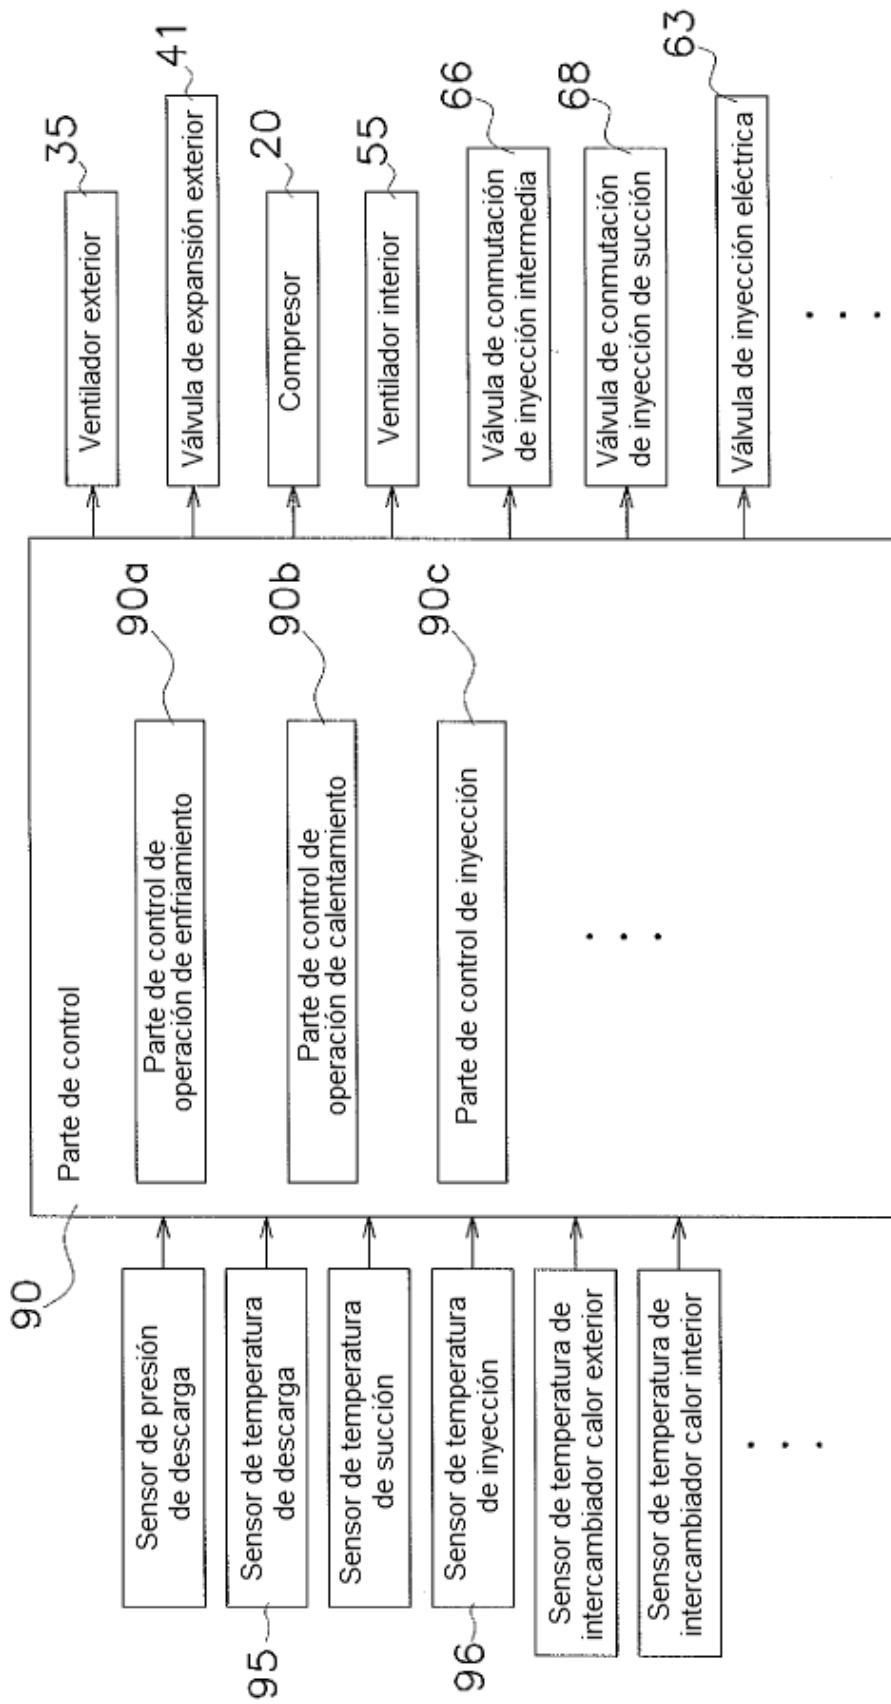 90
Parte de control
Sensor de presión
de descarga
Sensor de temperatura
de descarga
95
Sensor de temperatura
de succión
Sensor de temperatura
de inyección
96
Sensor de temperatura de
intercambiador calor exterior
Sensor de temperatura de
intercambiador calor interior
Parte de control de
operación de enfriamiento
90a
Parte de control de
operación de calentamiento
90b
Parte de control de inyección
90c
Ventilador exterior
35
Válvula de expansión exterior
41
Compresor
20
Ventilador interior
55
Válvula de conmutación
de inyección intermedia
66
Válvula de conmutación
de inyección de succión
68
Válvula de inyección eléctrica
63